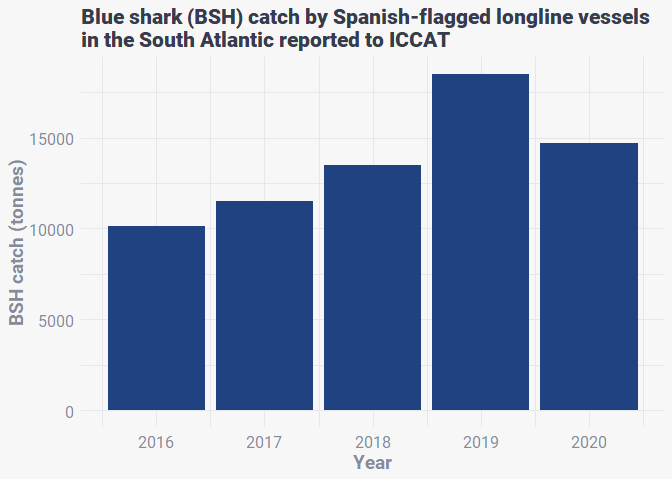 Blue shark (BSH) catch by Spanish-flagged longline vessels
in the South Atlantic reported to ICCAT
BSH catch (tonnes)
15000
10000
5000
0
2016 2017 2018 2019 2020
Year